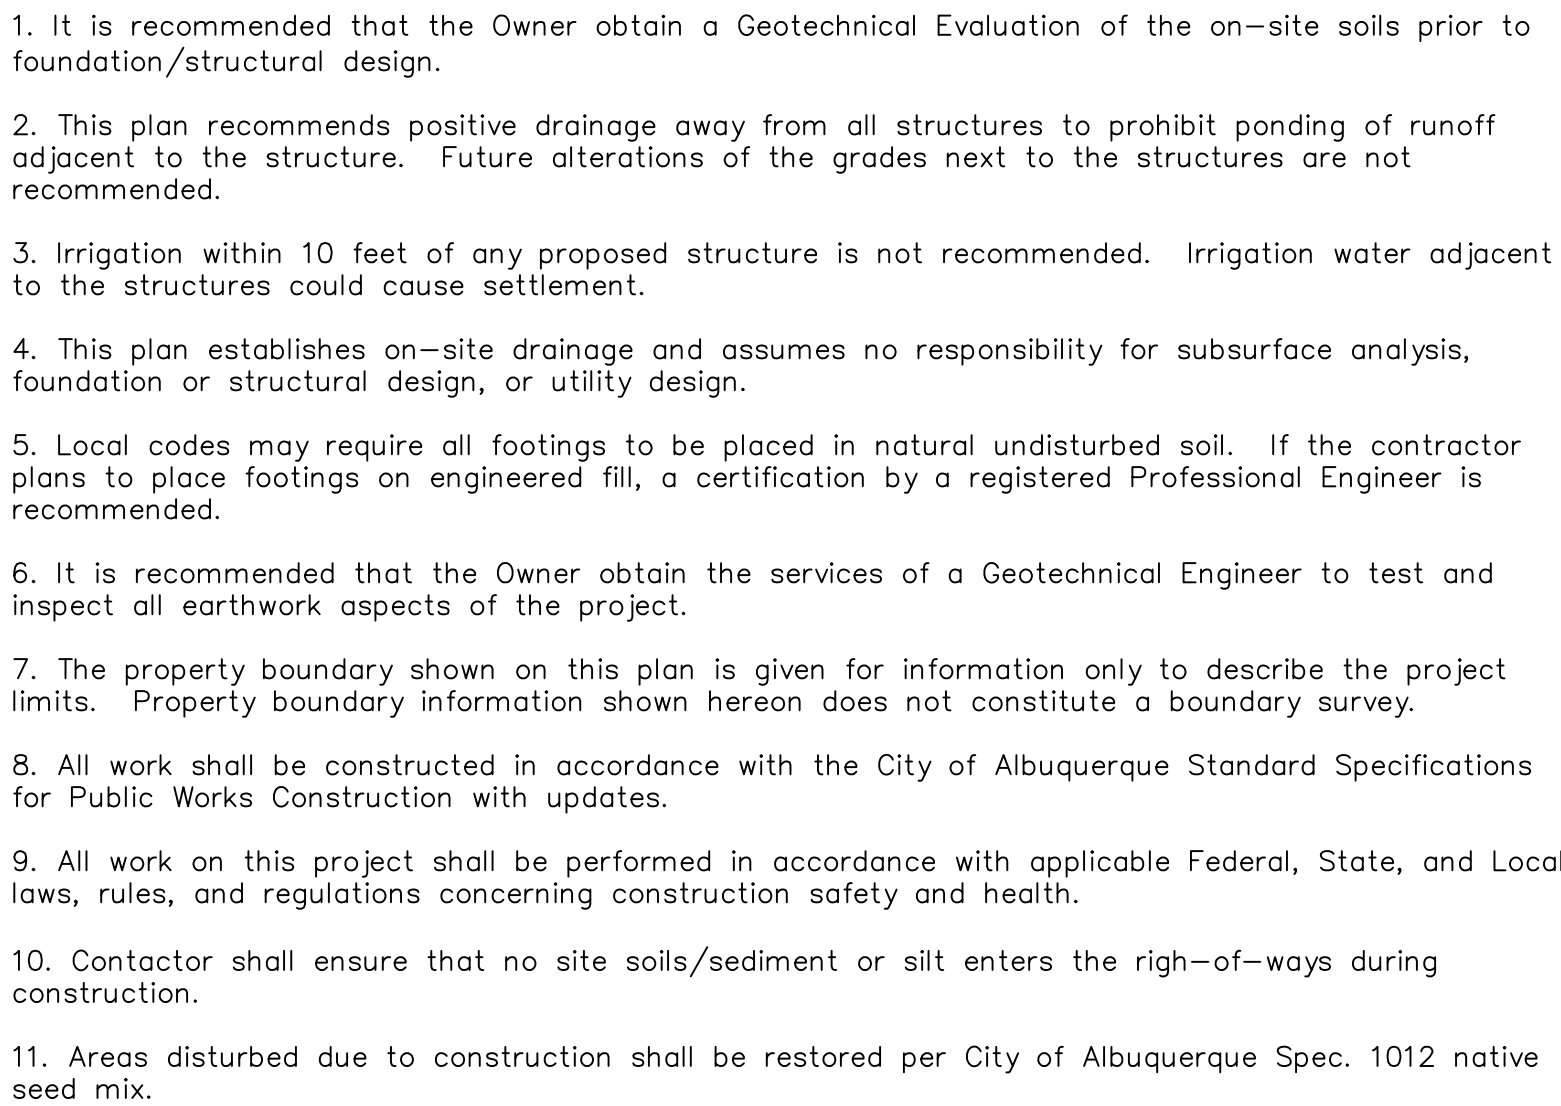 1. It is recommended that the Owner obtain a Geotechnical Evaluation of the on-site soils prior to
foundation/structural design.
2. This plan recommends positive drainage away from all structures to prohibit ponding of runoff
adjacent to the structure. Future alterations of the grades next to the structures are not
recommended.
3. Irrigation within 10 feet of any proposed structure is not recommended. Irrigation water adjacent
to the structures could cause settlement.
4. This plan establishes on-site drainage and assumes no responsibility for subsurface analysis,
foundation or structural design, or utility design.
5. Local codes may require all footings to be placed in natural undisturbed soil. If the contractor
plans to place footings on engineered fill, a certification by a registered Professional Engineer is
recommended.
6. It is recommended that the Owner obtain the services of a Geotechnical Engineer to test and
inspect all earthwork aspects of the project.
7. The property boundary shown on this plan is given for information only to describe the project
limits. Property boundary information shown hereon does not constitute a boundary survey.
8. All work shall be constructed in accordance with the City of Albuquerque Standard Specifications
for Public Works Construction with updates.
9. All work on this project shall be performed in accordance with applicable Federal, State, and Local
laws, rules, and regulations concerning construction safety and health.
10. Contactor shall ensure that no site soils/sediment or silt enters the righ-of-ways during
construction.
11. Areas disturbed due to construction shall be restored per City of Albuquerque Spec. 1012 native
seed mix.